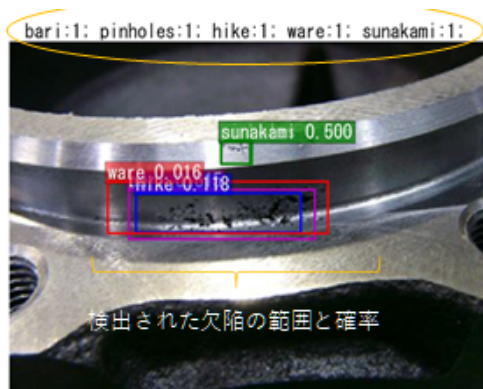 bari:1; pinholes:1; hike:1; ware:1; sunakami:1;
sunakami 0.500
ware 0.016
hike 0.118
検出された欠陥の範囲と確率